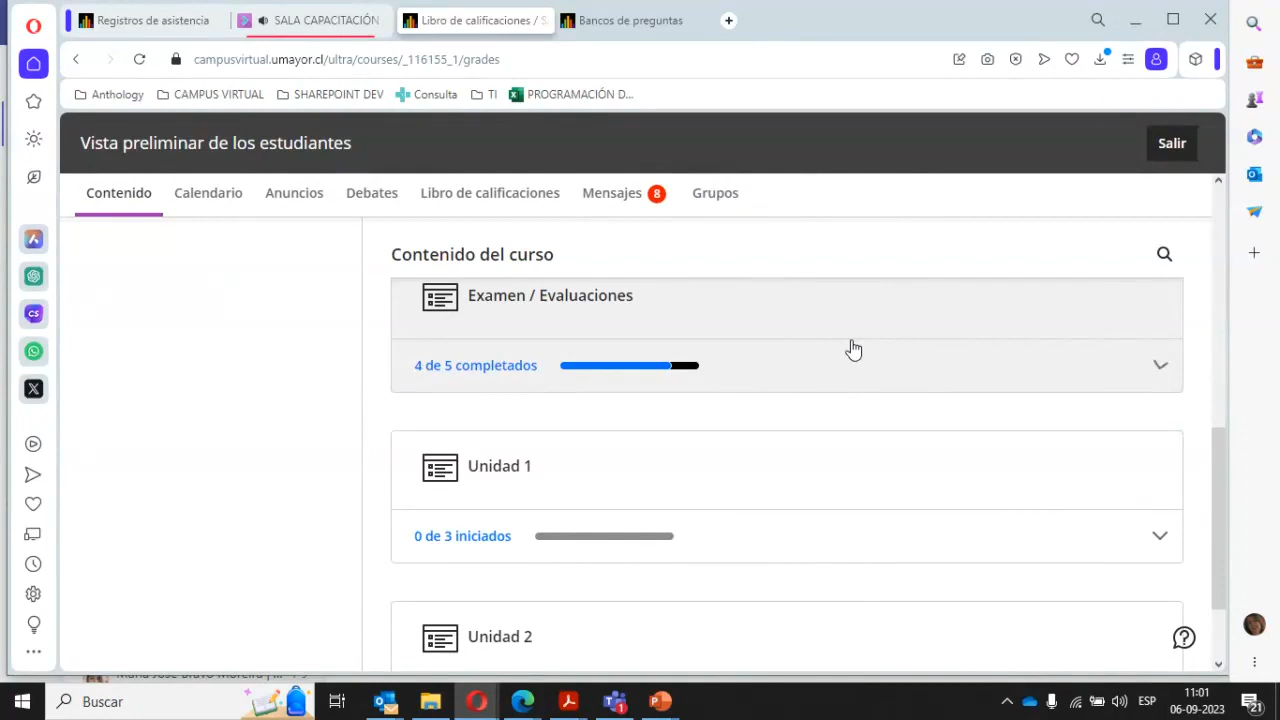 Registros de asistencia
SALA CAPACITACIÓN
Libro de calificaciones / S
Bancos de preguntas
campusvirtual.umayor.cl/ultra/courses/_116155_1/grades
Anthology
CAMPUS VIRTUAL
SHAREPOINT DEV
Consulta
TI
PROGRAMACIÓN D...
Vista preliminar de los estudiantes
Salir
Contenido
Calendario
Anuncios
Debates
Libro de calificaciones
Mensajes 8
Grupos
Contenido del curso
Examen / Evaluaciones
4 de 5 completados
Unidad 1
0 de 3 iniciados
Unidad 2
CS
Buscar
1
ESP
11:01
06-09-2023
21